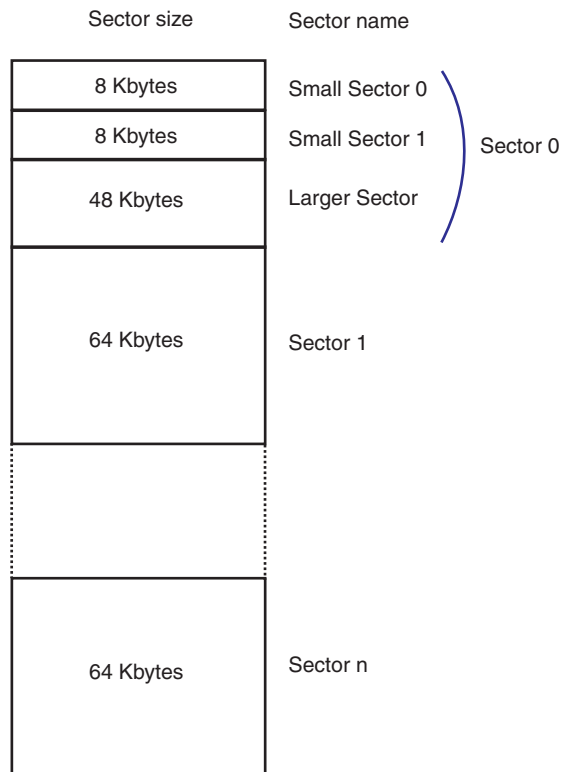 Sector size Sector name
8 Kbytes Small Sector 0
8 Kbytes Small Sector 1 Sector 0
48 Kbytes Larger Sector
64 Kbytes Sector 1
64 Kbytes Sector n